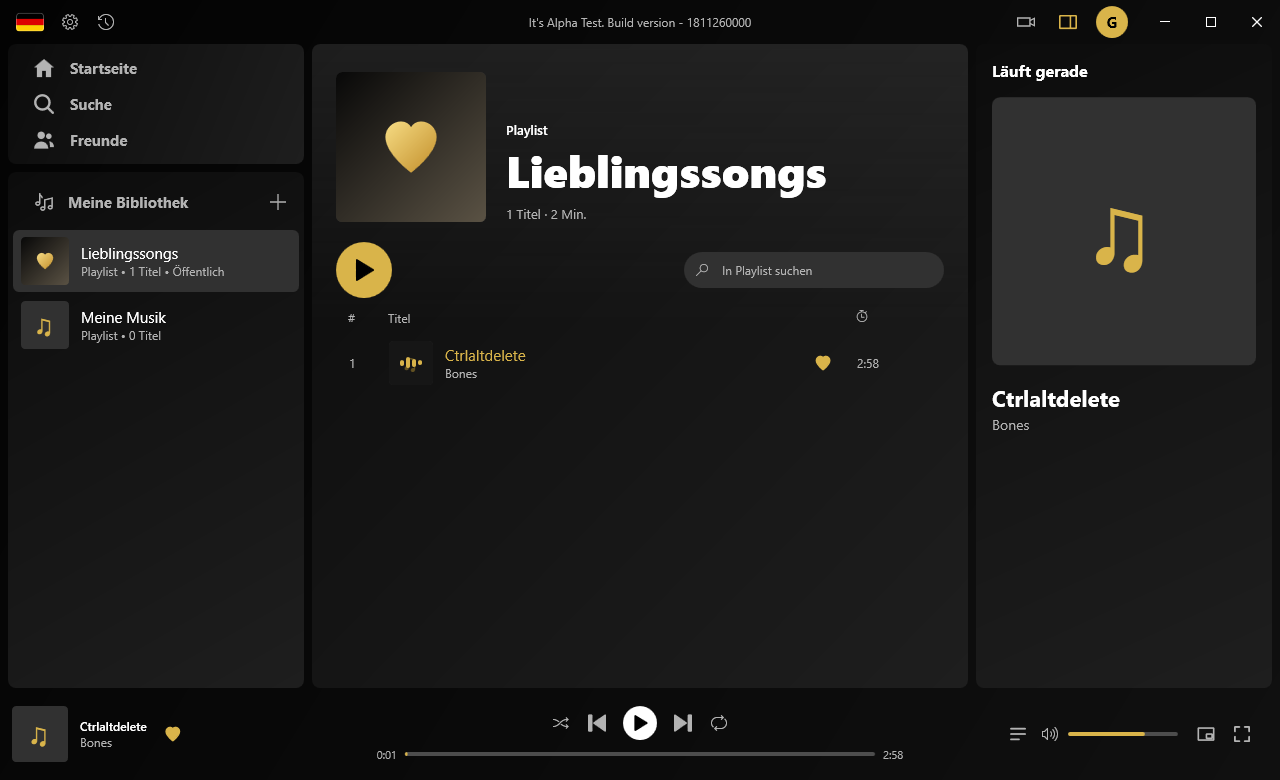 It's Alpha Test. Build version - 1811260000
G
Startseite
Suche
Freunde
Meine Bibliothek
Lieblingssongs
Playlist • 1 Titel • Öffentlich
Meine Musik
Playlist • 0 Titel
Playlist
Lieblingssongs
1 Titel · 2 Min.
In Playlist suchen
# Titel
1 Ctrlaltdelete 2:58
Bones
Läuft gerade
Ctrlaltdelete
Bones
Ctrlaltdelete
Bones
0:01 2:58